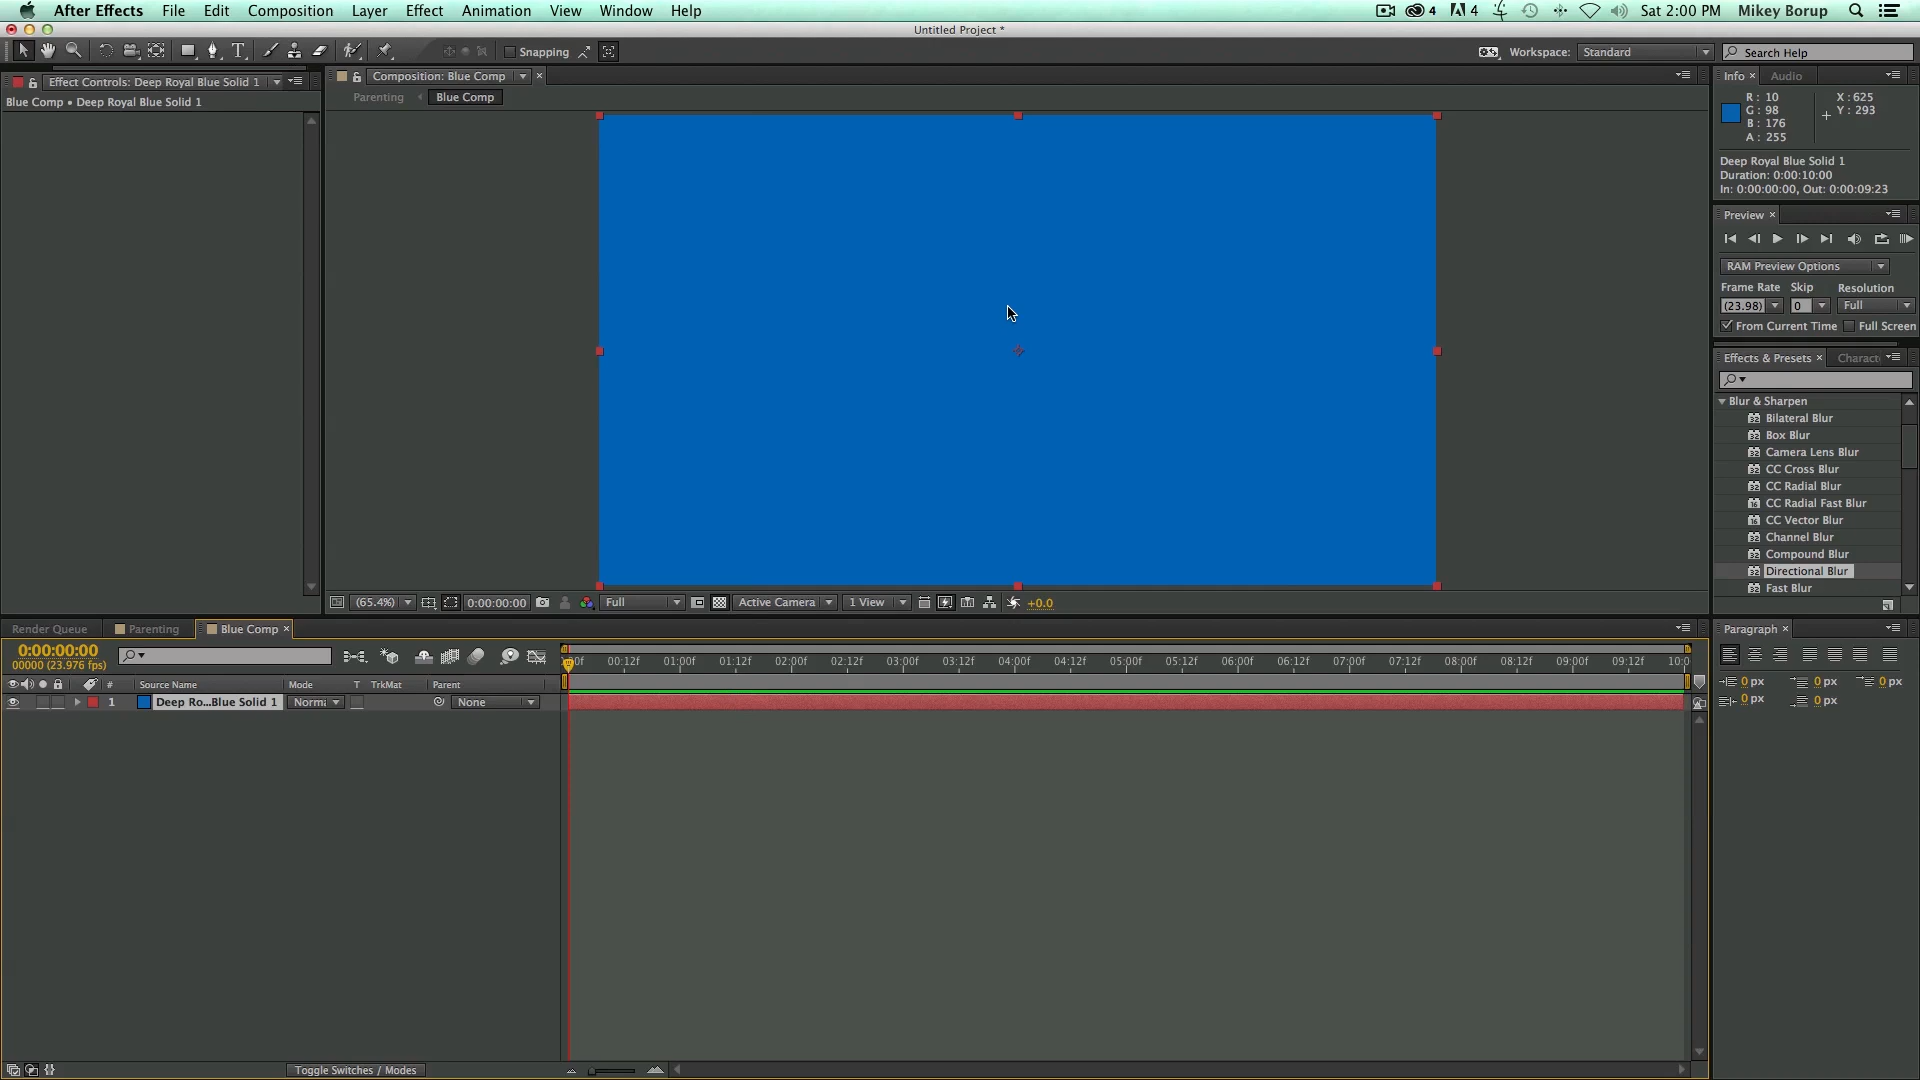 After Effects File Edit Composition Layer Effect Animation View Window Help 4 4 Sat 2:00 PM Mikey Borup
Untitled Project *
T Snapping Workspace: Standard Search Help
Effect Controls: Deep Royal Blue Solid 1
Blue Comp • Deep Royal Blue Solid 1
Composition: Blue Comp
Parenting Blue Comp
Info Audio
R: 10 X: 625
G: 98 Y: 293
B: 176
A: 255
Deep Royal Blue Solid 1
Duration: 0:00:10:00
In: 0:00:00:00, Out: 0:00:09:23
Preview
RAM Preview Options
Frame Rate Skip Resolution
(23.98) 0 Full
From Current Time Full Screen
Effects & Presets Charact
Blur & Sharpen
Bilateral Blur
Box Blur
Camera Lens Blur
CC Cross Blur
CC Radial Blur
CC Radial Fast Blur
CC Vector Blur
Channel Blur
Compound Blur
Directional Blur
Fast Blur
(65.4%) 0:00:00:00 Full Active Camera 1 View +0.0
Render Queue Parenting Blue Comp
0:00:00:00
00000 (23.976 fps)
00f 00:12f 01:00f 01:12f 02:00f 02:12f 03:00f 03:12f 04:00f 04:12f 05:00f 05:12f 06:00f 06:12f 07:00f 07:12f 08:00f 08:12f 09:00f 09:12f 10:0
# Source Name Mode T TrkMat Parent
1 Deep Ro...Blue Solid 1 Norma None
Paragraph
0 px 0 px 0 px
0 px 0 px
Toggle Switches / Modes